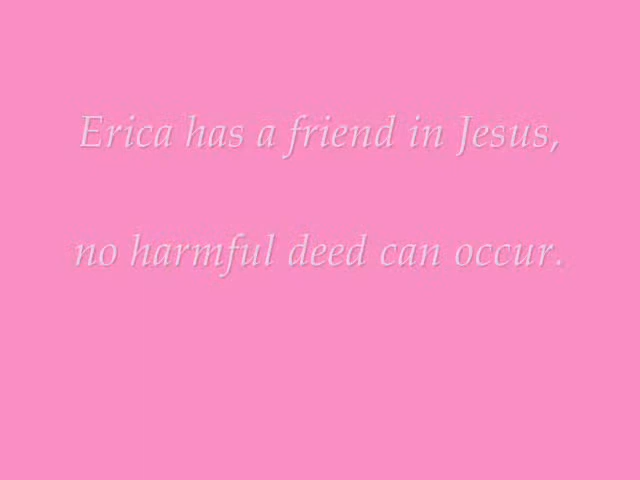 Erica has a friend in Jesus,
no harmful deed can occur.